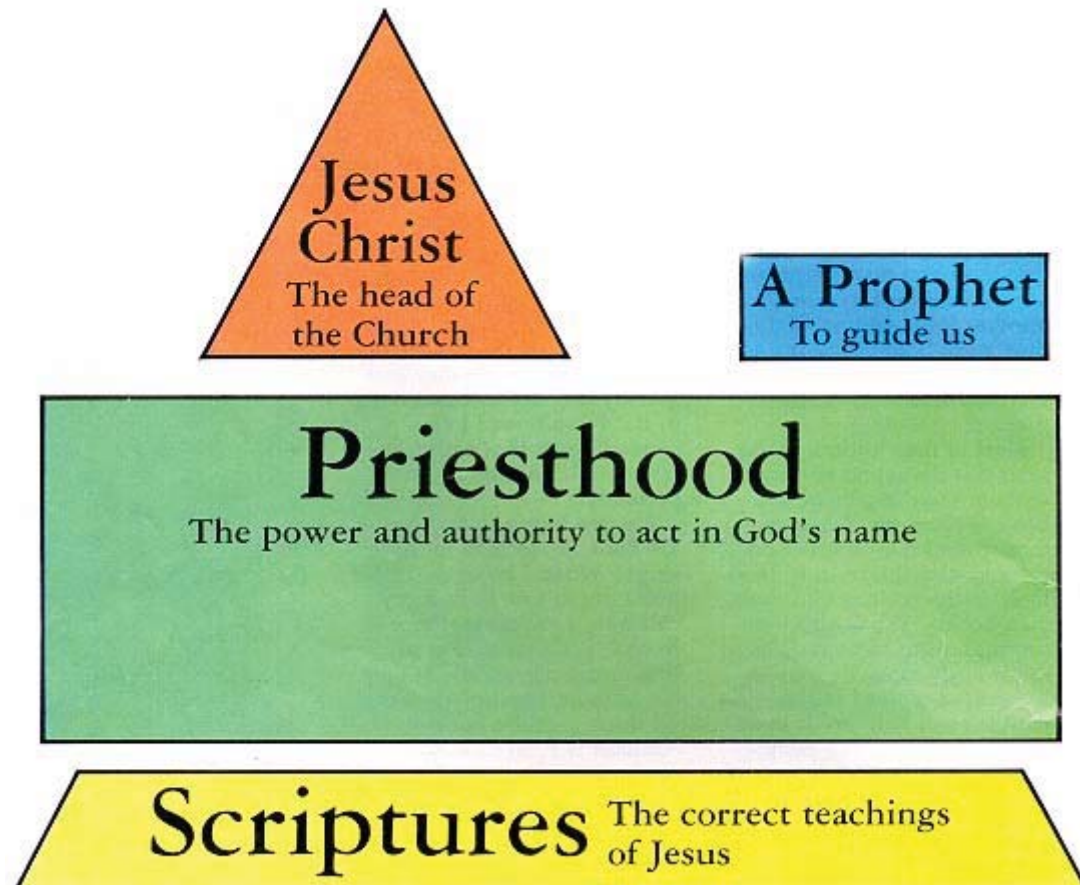 Jesus
Christ
The head of
the Church
A Prophet
To guide us
Priesthood
The power and authority to act in God's name
Scriptures
The correct teachings
of Jesus